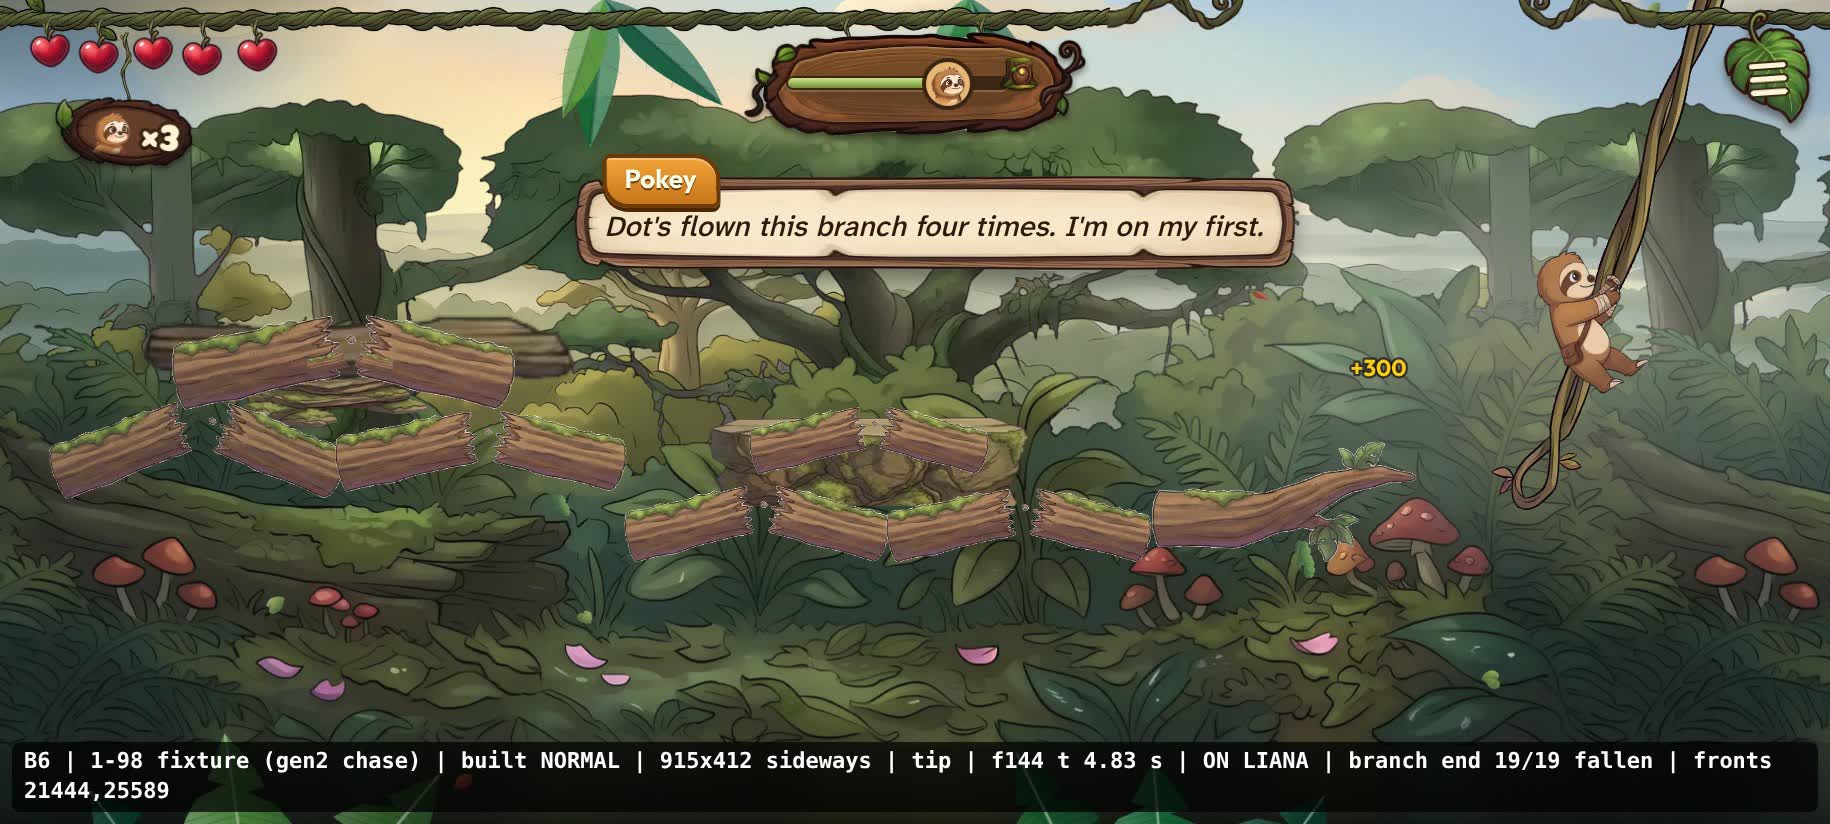 x3
Pokey
Dot's flown this branch four times. I'm on my first.
+300
B6 | 1-98 fixture (gen2 chase) | built NORMAL | 915x412 sideways | tip | f144 t 4.83 s | ON LIANA | branch end 19/19 fallen | fronts
21444,25589